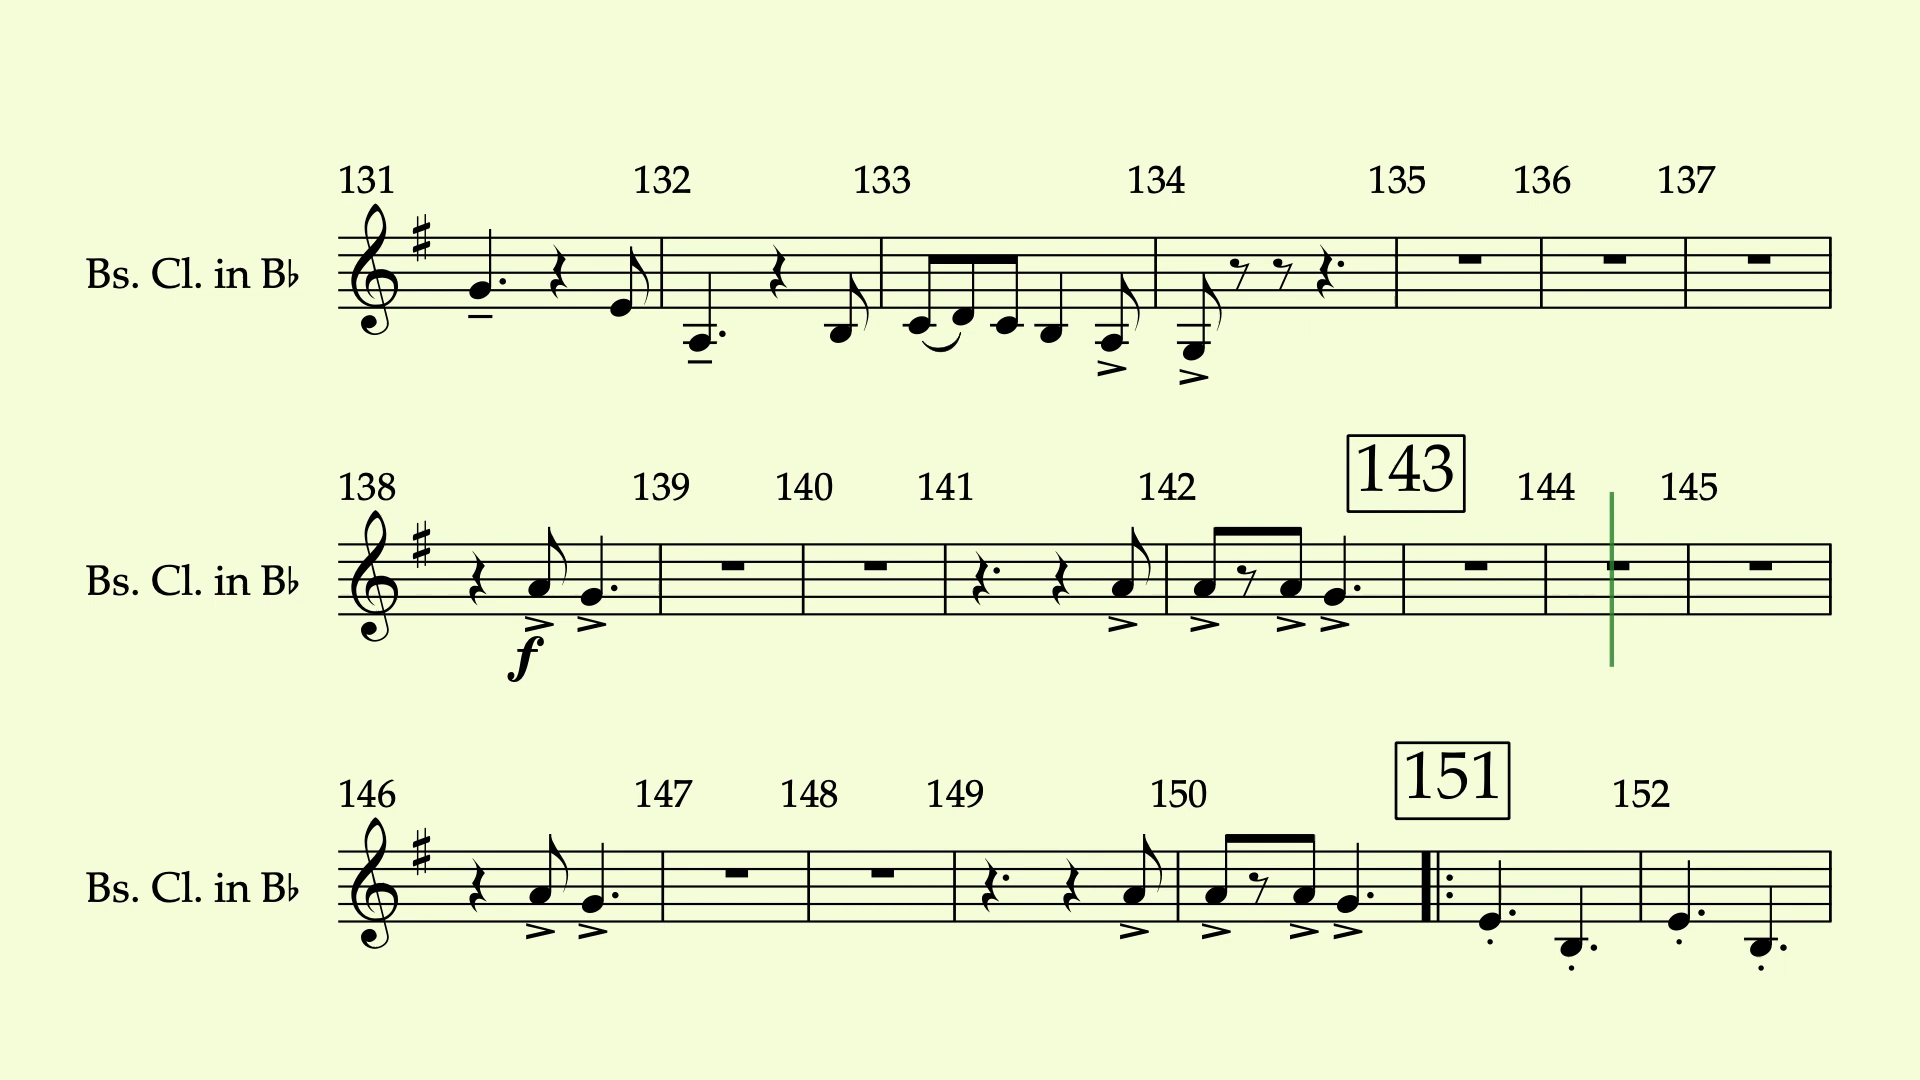 131 132 133 134 135 136 137
Bs. Cl. in B♭
143
138 139 140 141 142 144 145
Bs. Cl. in B♭
f
151
146 147 148 149 150 152
Bs. Cl. in B♭